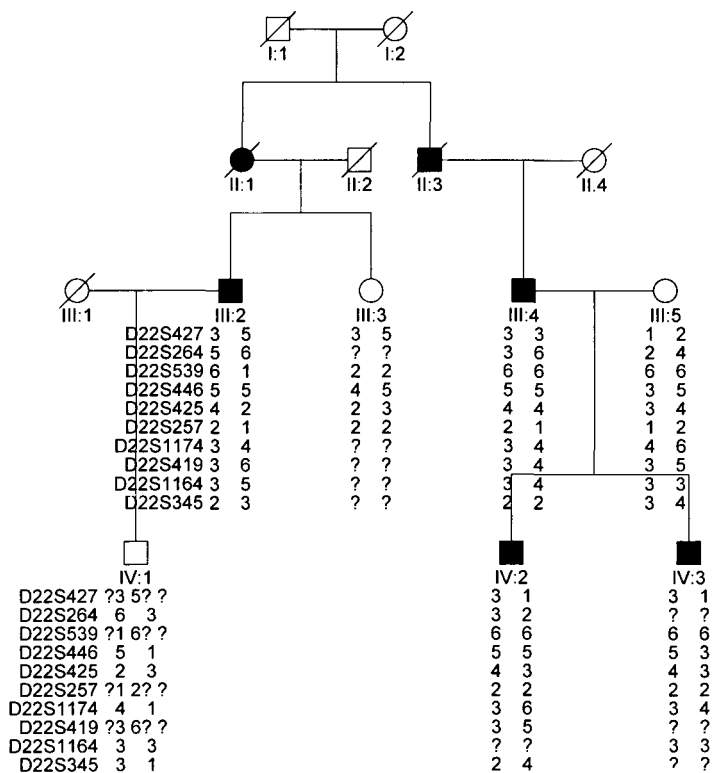 I:1 I:2
II:1 II:2 II:3 II.4
III:1 III:2 III:3 III:4 III:5
D22S427 3 5 3 5 3 3 1 2
D22S264 5 6 ? ? 3 6 2 4
D22S539 6 1 2 2 6 6 6 6
D22S446 5 5 4 5 5 5 3 5
D22S425 4 2 2 3 4 4 3 4
D22S257 2 1 2 2 2 1 1 2
D22S1174 3 4 ? ? 3 4 4 6
D22S419 3 6 ? ? 3 4 3 5
D22S1164 3 5 ? ? 3 4 3 3
D22S345 2 3 ? ? 2 2 3 4
IV:1 IV:2 IV:3
D22S427 ?3 5? ? 3 1 3 1
D22S264 6 3 3 2 ? ?
D22S539 ?1 6? ? 6 6 6 6
D22S446 5 1 5 5 5 3
D22S425 2 3 4 3 4 3
D22S257 ?1 2? ? 2 2 2 2
D22S1174 4 1 3 6 3 4
D22S419 ?3 6? ? 3 5 ? ?
D22S1164 3 3 ? ? 3 3
D22S345 3 1 2 4 ? ?